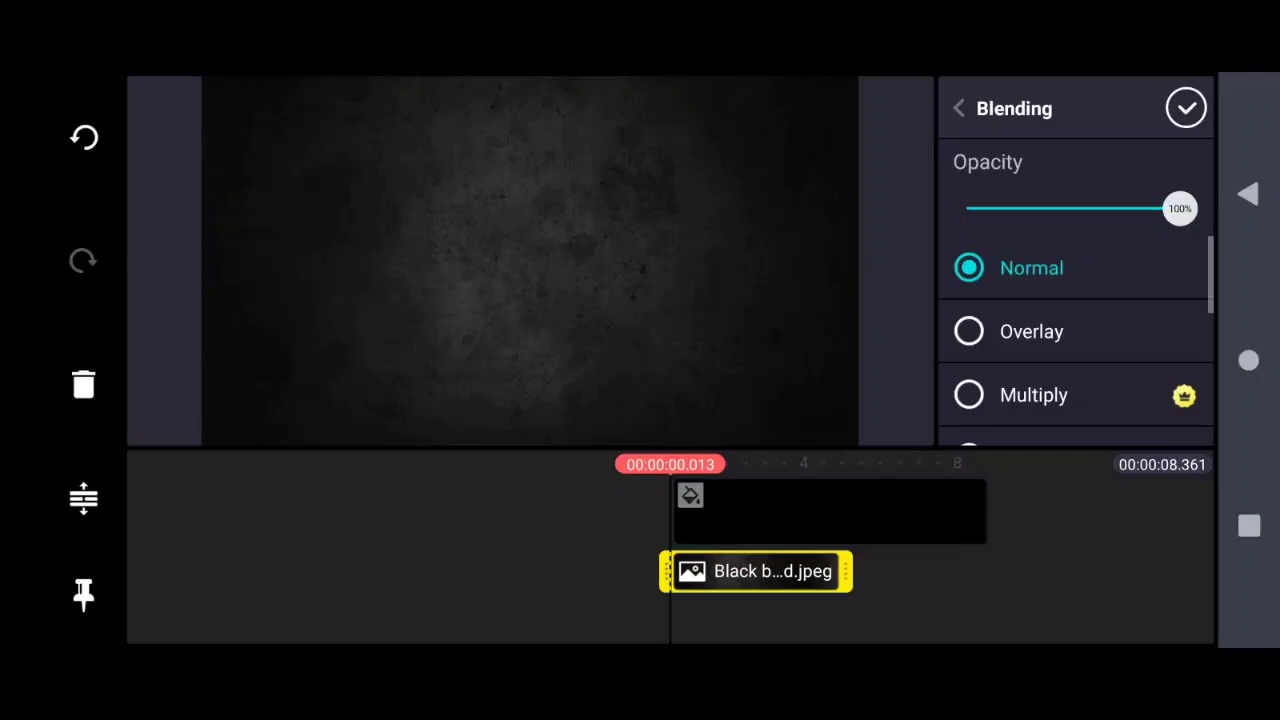 Blending
Opacity
100%
Normal
Overlay
Multiply
00:00:00.013
4
8
00:00:08.361
Black b...d.jpeg